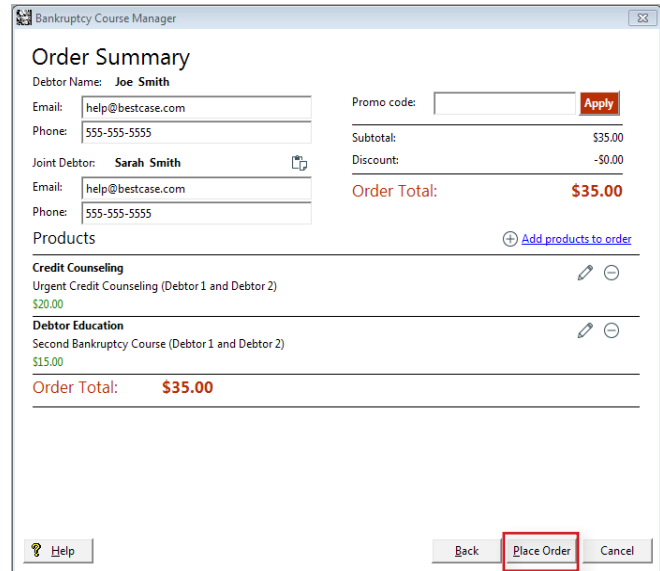 Bankruptcy Course Manager
Order Summary
Debtor Name: Joe Smith
Email: help@bestcase.com
Phone: 555-555-5555
Joint Debtor: Sarah Smith
Email: help@bestcase.com
Phone: 555-555-5555
Promo code: Apply
Subtotal: $35.00
Discount: -$0.00
Order Total: $35.00
Products
Add products to order
Credit Counseling
Urgent Credit Counseling (Debtor 1 and Debtor 2)
$20.00
Debtor Education
Second Bankruptcy Course (Debtor 1 and Debtor 2)
$15.00
Order Total: $35.00
? Help
Back
Place Order
Cancel